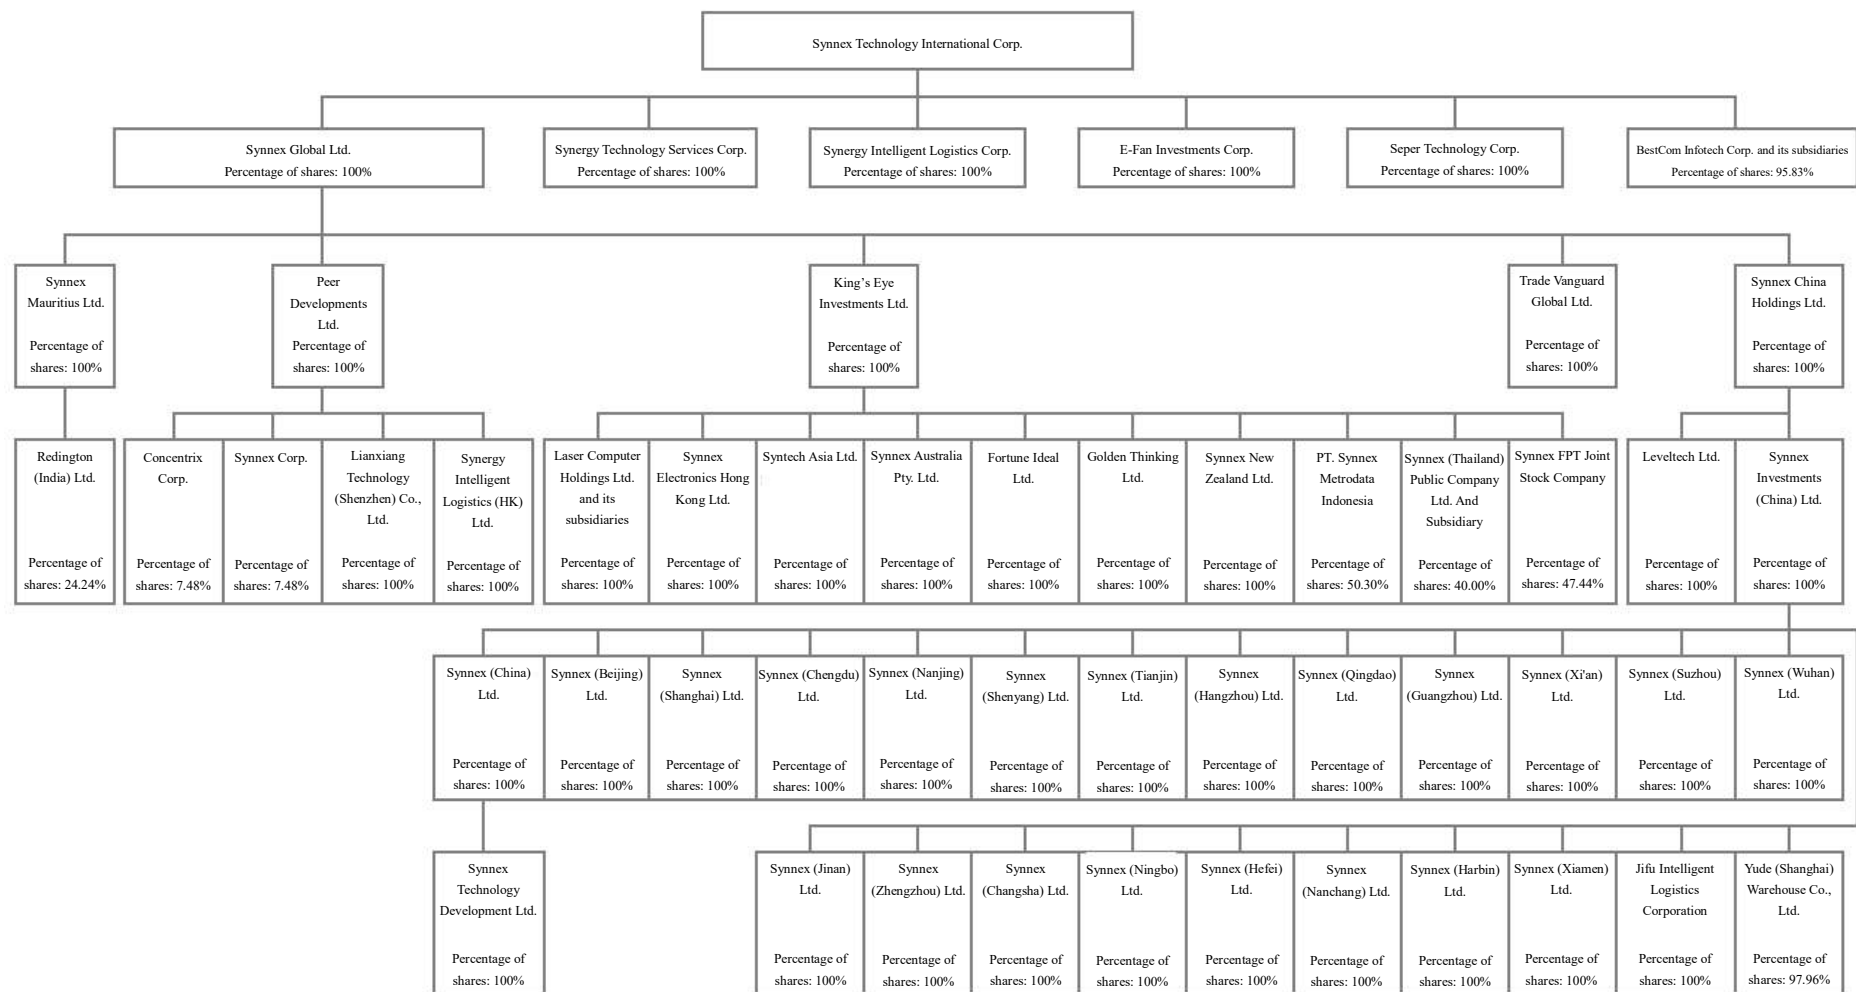 Synnex Technology International Corp.
Synnex Global Ltd.
Percentage of shares: 100%
Synergy Technology Services Corp.
Percentage of shares: 100%
Synergy Intelligent Logistics Corp.
Percentage of shares: 100%
E-Fan Investments Corp.
Percentage of shares: 100%
Seper Technology Corp.
Percentage of shares: 100%
BestCom Infotech Corp. and its subsidiaries
Percentage of shares: 95.83%
Synnex
Mauritius Ltd.
Percentage of
shares: 100%
Peer
Developments
Ltd.
Percentage of
shares: 100%
King’s Eye
Investments Ltd.
Percentage of
shares: 100%
Trade Vanguard
Global Ltd.
Percentage of
shares: 100%
Synnex China
Holdings Ltd.
Percentage of
shares: 100%
Redington
(India) Ltd.
Percentage of
shares: 24.24%
Concentrix
Corp.
Percentage of
shares: 7.48%
Synnex Corp.
Percentage of
shares: 7.48%
Lianxiang
Technology
(Shenzhen) Co.,
Ltd.
Percentage of
shares: 100%
Synergy
Intelligent
Logistics (HK)
Ltd.
Percentage of
shares: 100%
Laser Computer
Holdings Ltd.
and its
subsidiaries
Percentage of
shares: 100%
Synnex
Electronics Hong
Kong Ltd.
Percentage of
shares: 100%
Syntech Asia Ltd.
Percentage of
shares: 100%
Synnex Australia
Pty. Ltd.
Percentage of
shares: 100%
Fortune Ideal
Ltd.
Percentage of
shares: 100%
Golden Thinking
Ltd.
Percentage of
shares: 100%
Synnex New
Zealand Ltd.
Percentage of
shares: 100%
PT. Synnex
Metrodata
Indonesia
Percentage of
shares: 50.30%
Synnex (Thailand)
Public Company
Ltd. And
Subsidiary
Percentage of
shares: 40.00%
Synnex FPT Joint
Stock Company
Percentage of
shares: 47.44%
Leveltech Ltd.
Percentage of
shares: 100%
Synnex
Investments
(China) Ltd.
Percentage of
shares: 100%
Synnex (China)
Ltd.
Percentage of
shares: 100%
Synnex (Beijing)
Ltd.
Percentage of
shares: 100%
Synnex
(Shanghai) Ltd.
Percentage of
shares: 100%
Synnex (Chengdu)
Ltd.
Percentage of
shares: 100%
Synnex (Nanjing)
Ltd.
Percentage of
shares: 100%
Synnex
(Shenyang) Ltd.
Percentage of
shares: 100%
Synnex (Tianjin)
Ltd.
Percentage of
shares: 100%
Synnex
(Hangzhou) Ltd.
Percentage of
shares: 100%
Synnex (Qingdao)
Ltd.
Percentage of
shares: 100%
Synnex
(Guangzhou) Ltd.
Percentage of
shares: 100%
Synnex (Xi'an)
Ltd.
Percentage of
shares: 100%
Synnex (Suzhou)
Ltd.
Percentage of
shares: 100%
Synnex (Wuhan)
Ltd.
Percentage of
shares: 100%
Synnex
Technology
Development Ltd.
Percentage of
shares: 100%
Synnex (Jinan)
Ltd.
Percentage of
shares: 100%
Synnex
(Zhengzhou) Ltd.
Percentage of
shares: 100%
Synnex
(Changsha) Ltd.
Percentage of
shares: 100%
Synnex (Ningbo)
Ltd.
Percentage of
shares: 100%
Synnex (Hefei)
Ltd.
Percentage of
shares: 100%
Synnex
(Nanchang) Ltd.
Percentage of
shares: 100%
Synnex (Harbin)
Ltd.
Percentage of
shares: 100%
Synnex (Xiamen)
Ltd.
Percentage of
shares: 100%
Jifu Intelligent
Logistics
Corporation
Percentage of
shares: 100%
Yude (Shanghai)
Warehouse Co.,
Ltd.
Percentage of
shares: 97.96%